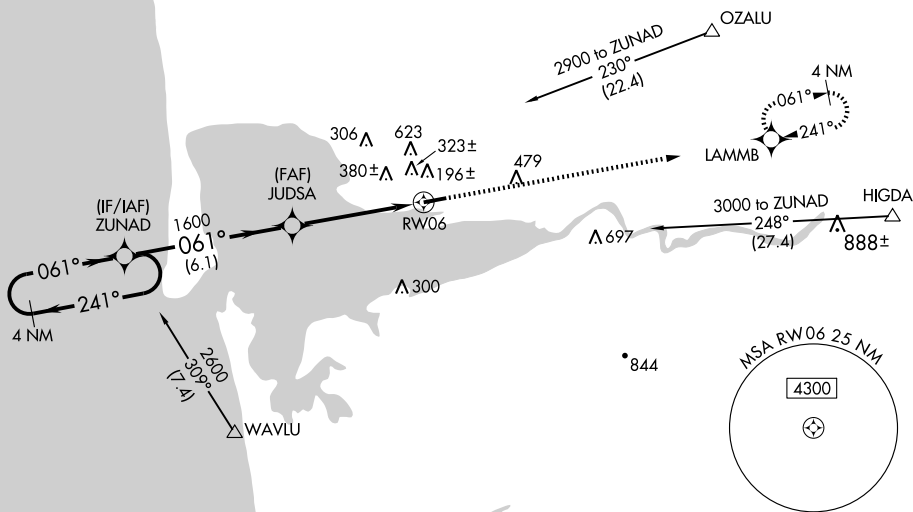 OZALU
2900 to ZUNAD
230°
(22.4)
4 NM
061°
241°
LAMMB
306
623
323±
380±
196±
479
(FAF)
JUDSA
(IF/IAF)
ZUNAD
1600
061°
(6.1)
RW06
HIGDA
3000 to ZUNAD
248°
(27.4)
888±
697
061°
241°
4 NM
300
2600
309°
(7.4)
WAVLU
844
MSA RW06 25 NM
4300